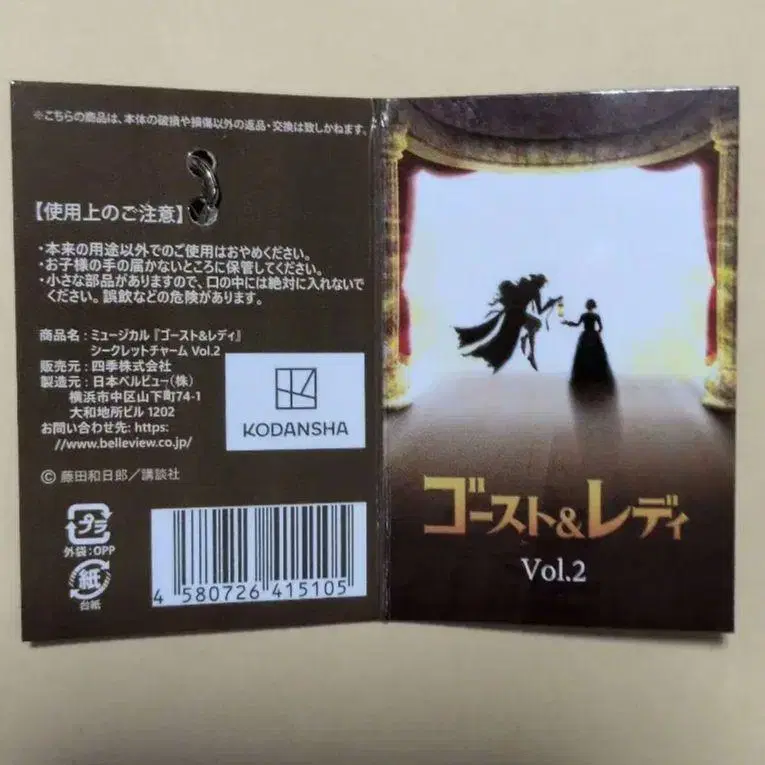 ※こちらの商品は、本体の破損や損傷以外の返品・交換は致しかねます。
【使用上のご注意】
・本来の用途以外でのご使用はおやめください。
・お子様の手の届かないところに保管してください。
・小さな部品がありますので、口の中には絶対に入れないで
ください。誤飲などの危険があります。
商品名：ミュージカル『ゴースト&レディ』
シークレットチャーム Vol.2
販売元：四季株式会社
製造元：日本ベルビュー(株)
横浜市中区山下町74-1
大和地所ビル 1202
お問い合わせ先: https:
//www.belleview.co.jp/
KODANSHA
© 藤田和日郎／講談社
プラ
外袋：OPP
紙
台紙
4 580726 415105
ゴースト&レディ
Vol.2